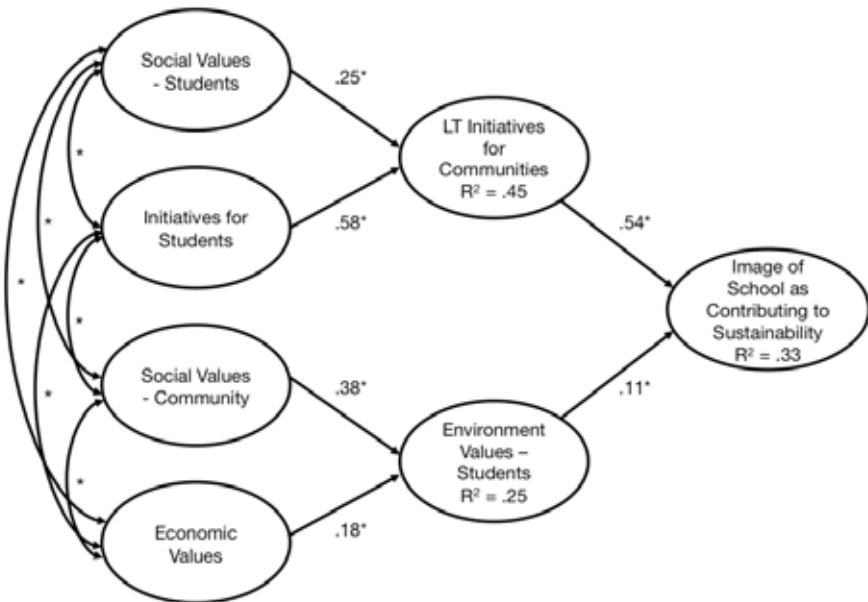 Social Values
- Students
.25*
LT Initiatives
for
Communities
R² = .45
*
Initiatives for
Students
.58*
*
.54*
Image of
School as
Contributing to
Sustainability
R² = .33
*
*
Social Values
- Community
.38*
*
.11*
Environment
Values –
Students
R² = .25
*
Economic
Values
.18*